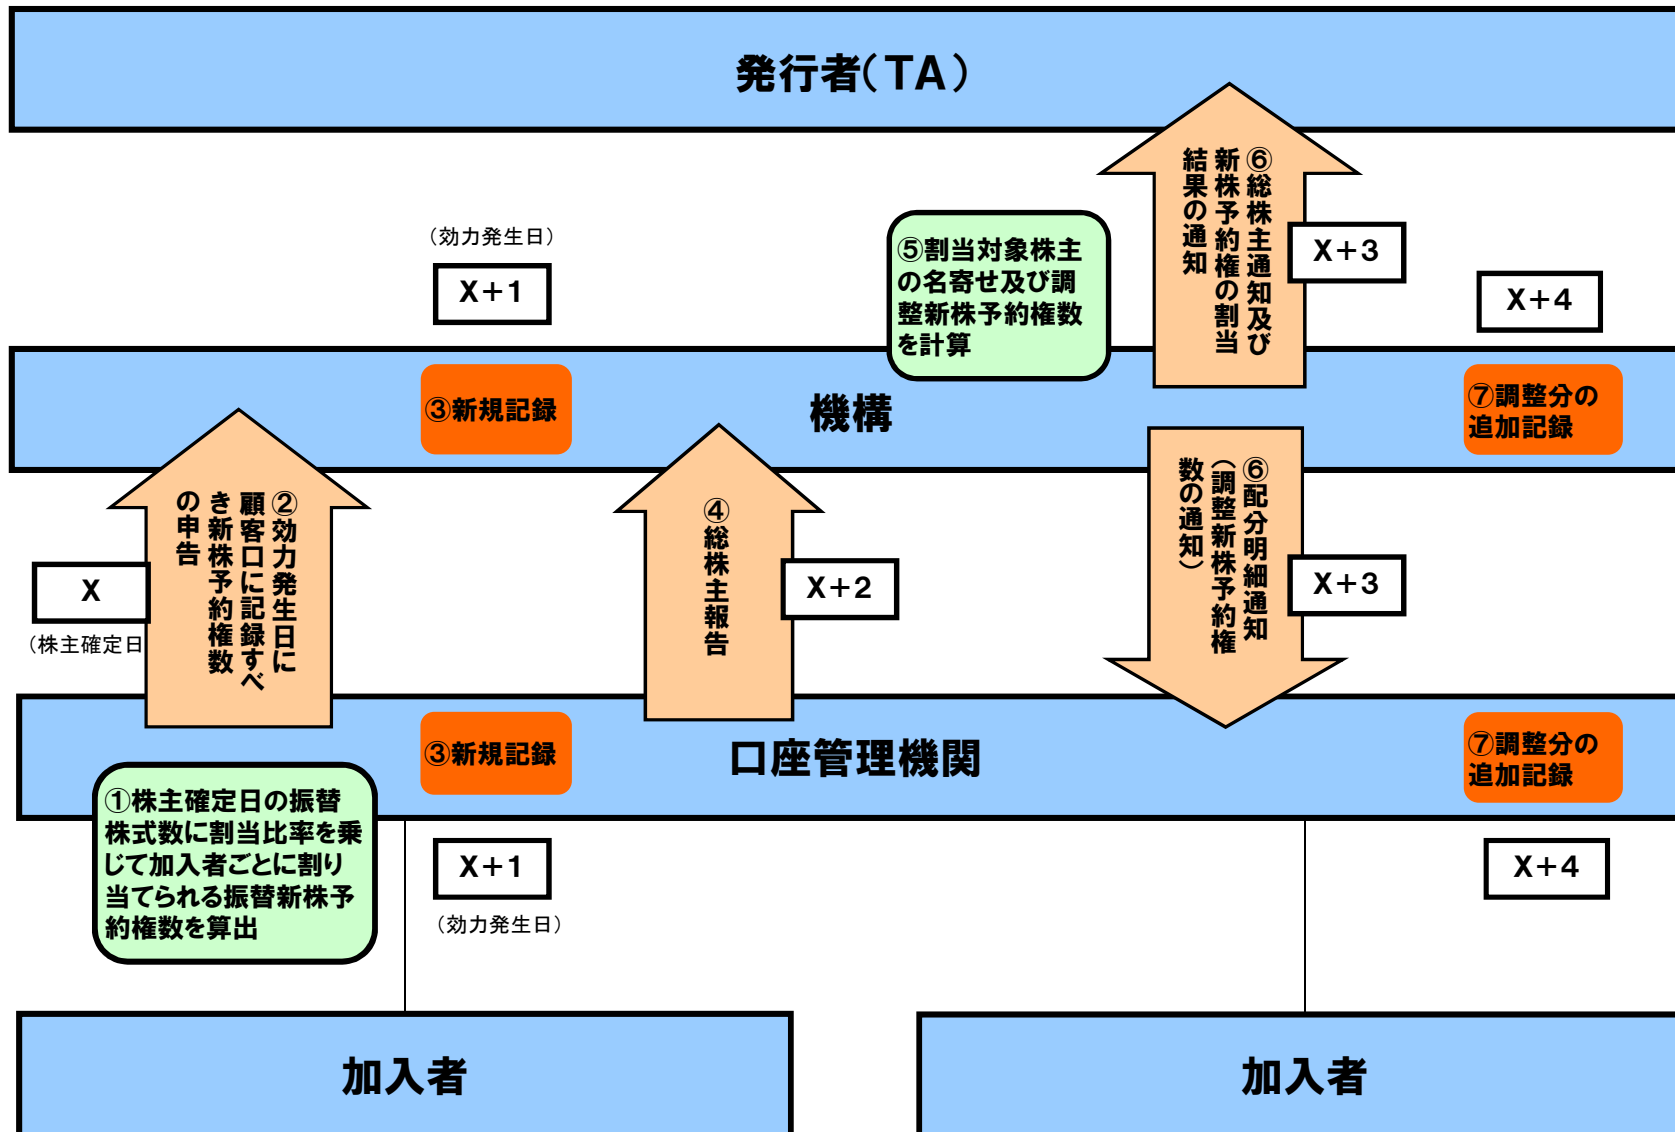 発行者(TA)
⑥総株主通知及び
新株予約権の割当
結果の通知
X+3
(効力発生日)
X+1
⑤割当対象株主
の名寄せ及び調
整新株予約権数
を計算
X+4
③新規記録
機構
⑦調整分の
追加記録
②効力発生日に
顧客口に記録すべ
き新株予約権数
の申告
X
(株主確定日
④総株主報告
X+2
⑥配分明細通知
(調整新株予約権
数の通知)
X+3
③新規記録
口座管理機関
⑦調整分の
追加記録
①株主確定日の振替
株式数に割当比率を乗
じて加入者ごとに割り
当てられる振替新株予
約権数を算出
X+1
(効力発生日)
X+4
加入者
加入者